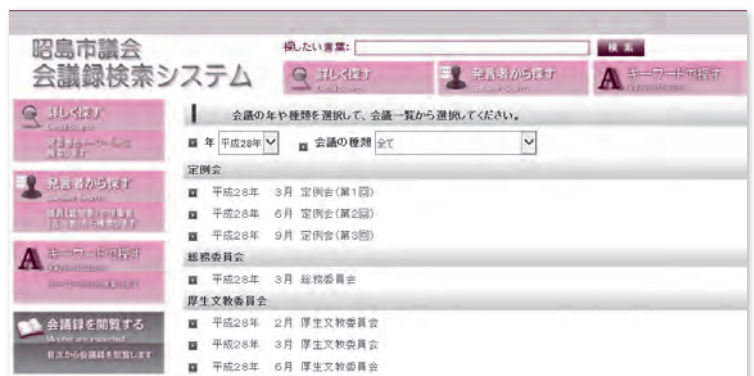 昭島市議会
会議録検索システム
探したい言葉:
検索
詳しく探す
発言者から探す
キーワードで探す
詳しく探す
発言者から探す
キーワードで探す
会議録を閲覧する
目次から会議録を閲覧します
会議の年や種類を選択して、会議一覧から選択してください。
年 平成28年 会議の種類 全て
定例会
平成28年 3月 定例会(第1回)
平成28年 6月 定例会(第2回)
平成28年 9月 定例会(第3回)
総務委員会
平成28年 3月 総務委員会
厚生文教委員会
平成28年 2月 厚生文教委員会
平成28年 3月 厚生文教委員会
平成28年 6月 厚生文教委員会